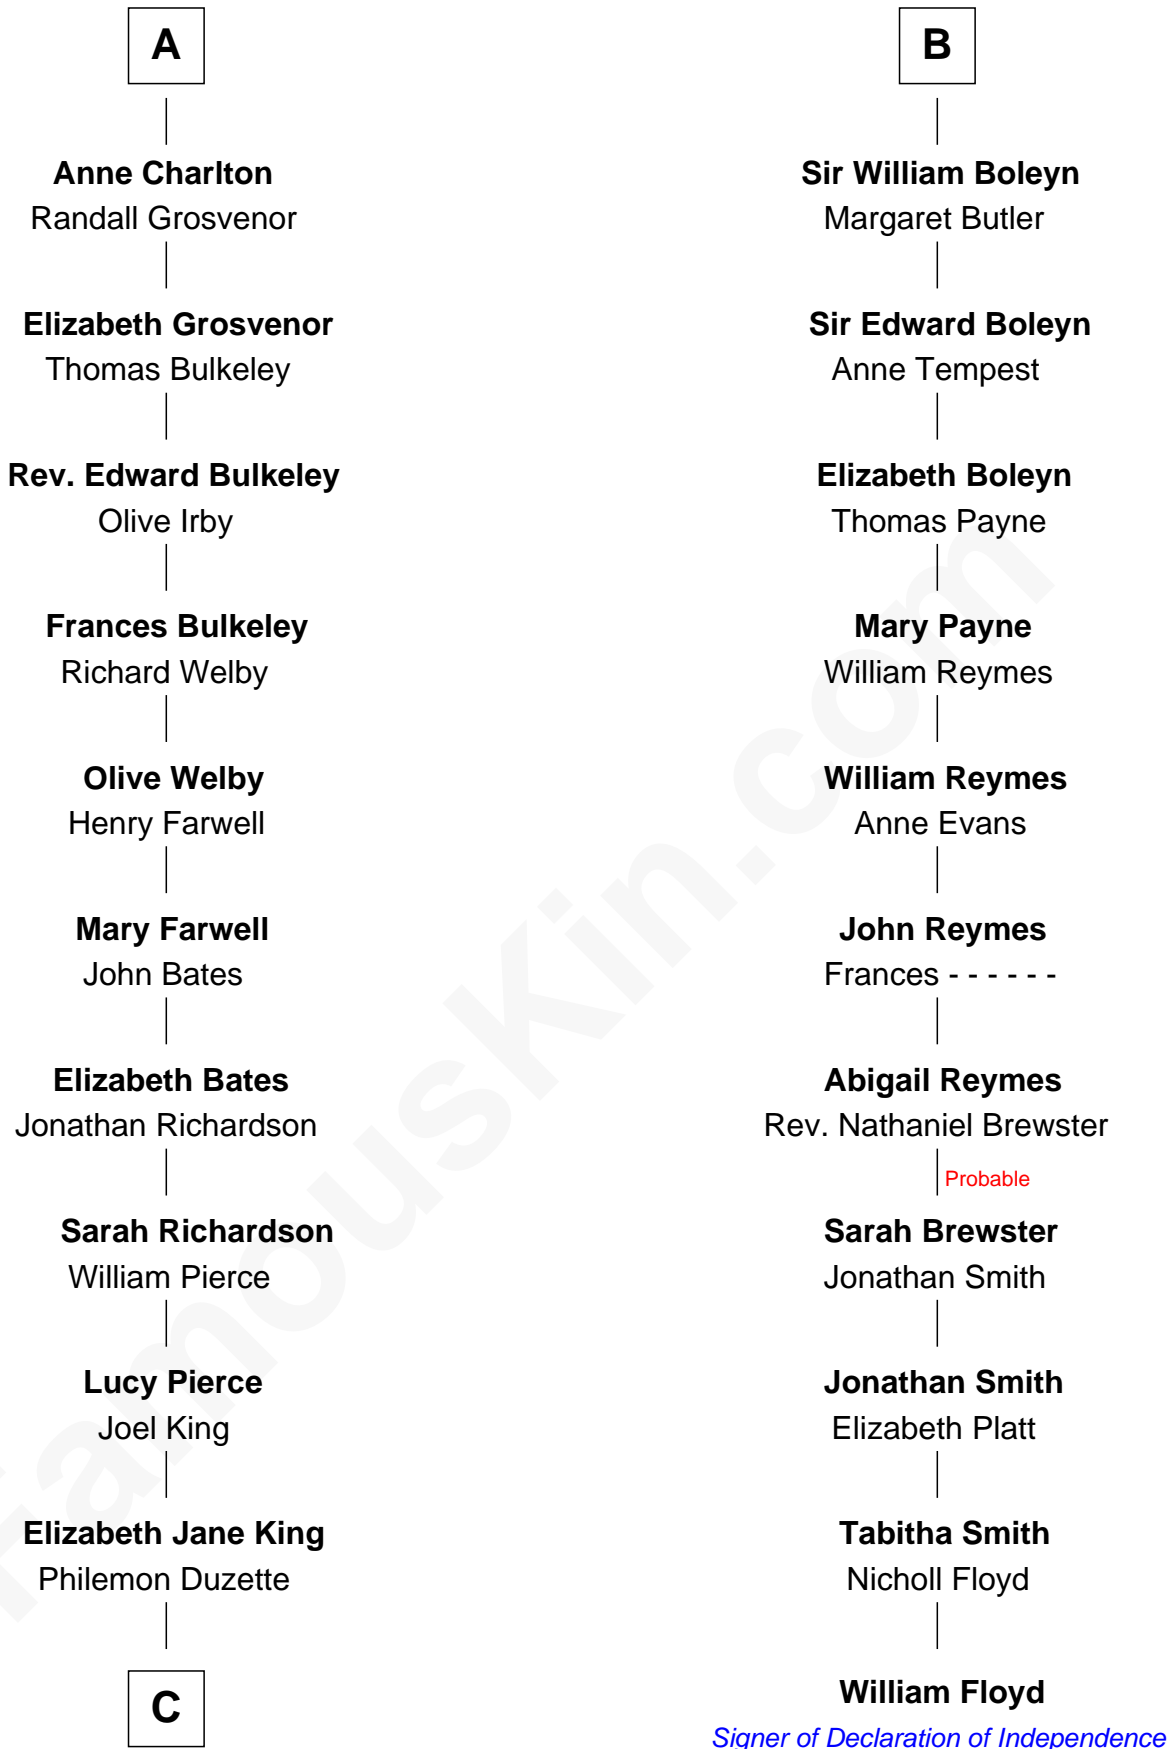 A
Anne Charlton
Randall Grosvenor
Elizabeth Grosvenor
Thomas Bulkeley
Rev. Edward Bulkeley
Olive Irby
Frances Bulkeley
Richard Welby
Olive Welby
Henry Farwell
Mary Farwell
John Bates
Elizabeth Bates
Jonathan Richardson
Sarah Richardson
William Pierce
Lucy Pierce
Joel King
Elizabeth Jane King
Philemon Duzette
C
B
Sir William Boleyn
Margaret Butler
Sir Edward Boleyn
Anne Tempest
Elizabeth Boleyn
Thomas Payne
Mary Payne
William Reymes
William Reymes
Anne Evans
John Reymes
Frances - - - - - -
Abigail Reymes
Rev. Nathaniel Brewster
Probable
Sarah Brewster
Jonathan Smith
Jonathan Smith
Elizabeth Platt
Tabitha Smith
Nicholl Floyd
William Floyd
Signer of Declaration of Independence
FamousKin.com